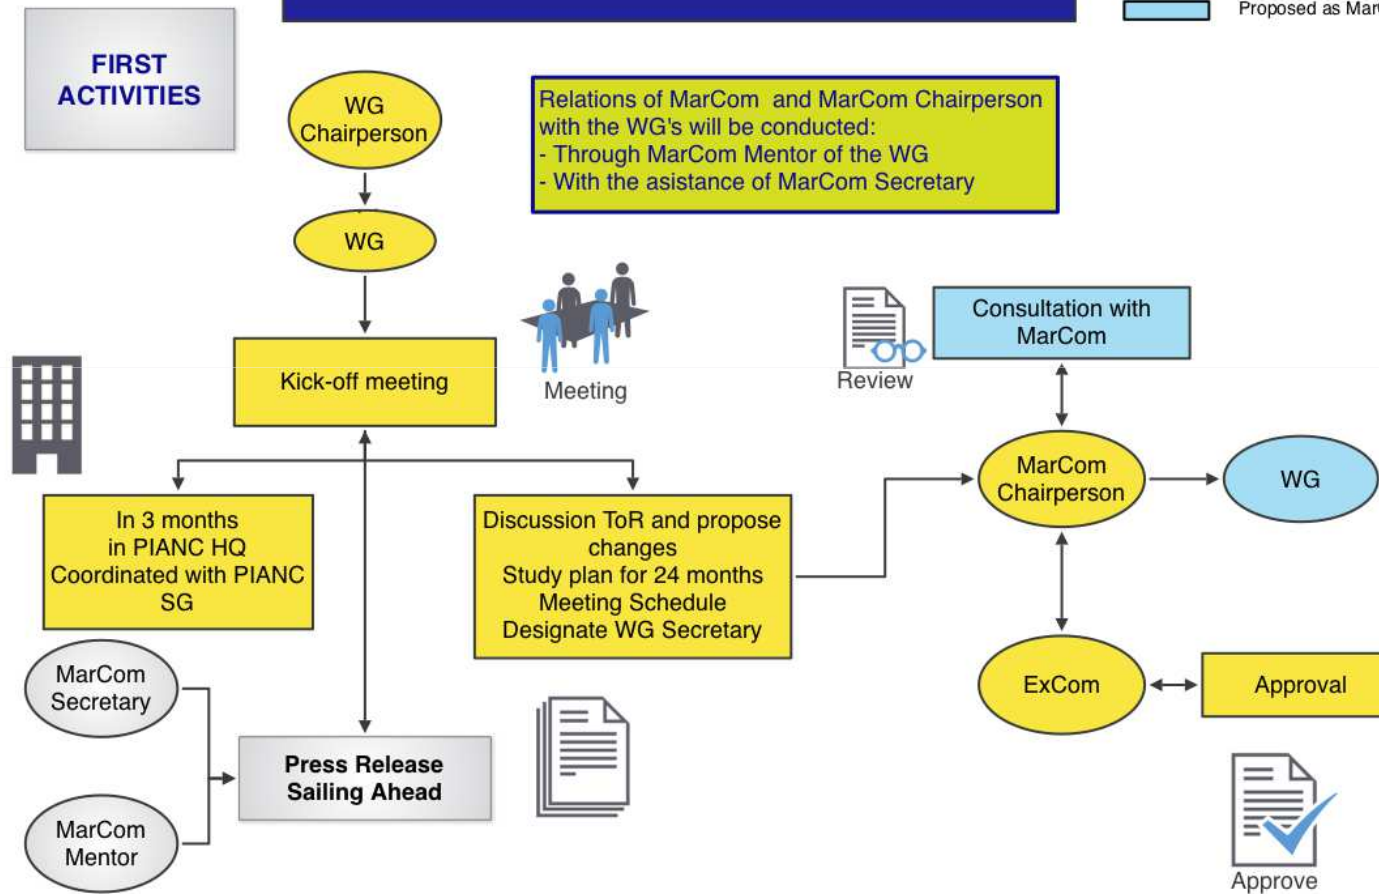 Proposed as Mar
FIRST
ACTIVITIES
WG
Chairperson
Relations of MarCom and MarCom Chairperson
with the WG's will be conducted:
- Through MarCom Mentor of the WG
- With the asistance of MarCom Secretary
WG
Meeting
Kick-off meeting
Review
Consultation with
MarCom
MarCom
Chairperson
WG
In 3 months
in PIANC HQ
Coordinated with PIANC
SG
Discussion ToR and propose
changes
Study plan for 24 months
Meeting Schedule
Designate WG Secretary
MarCom
Secretary
ExCom
Approval
Press Release
Sailing Ahead
MarCom
Mentor
Approve